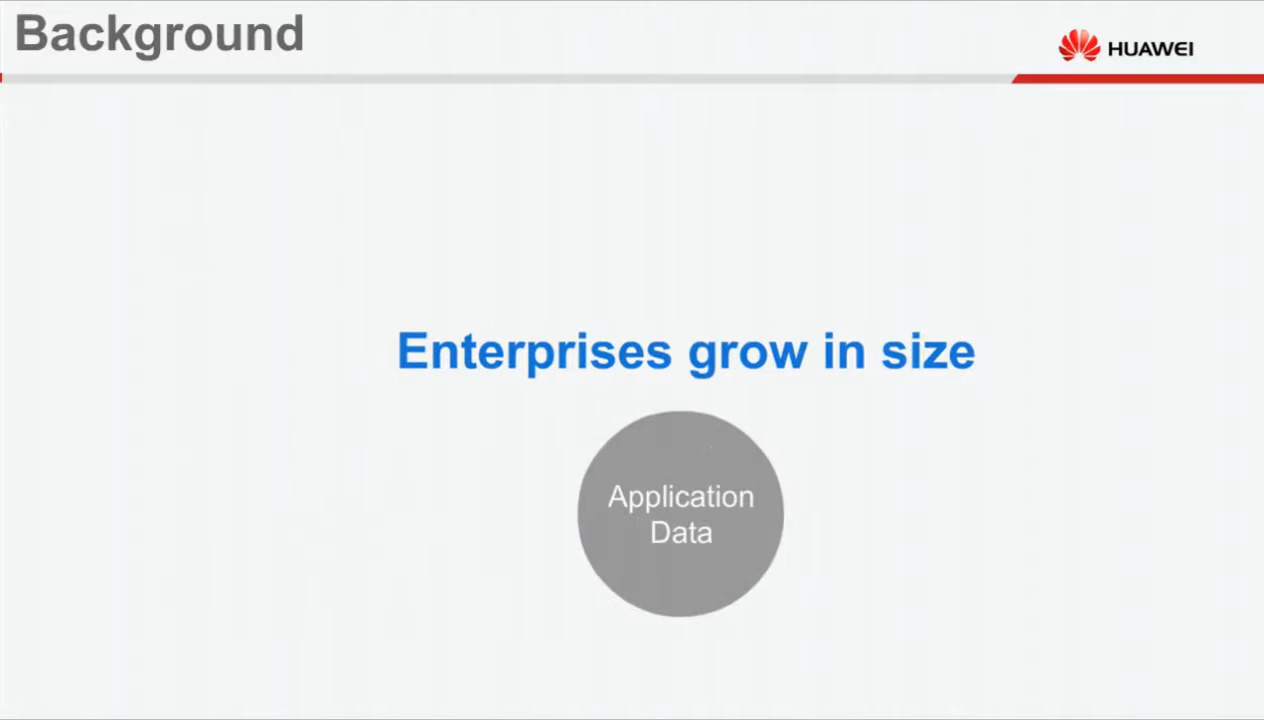 Background
HUAWEI
Enterprises grow in size
Application
Data